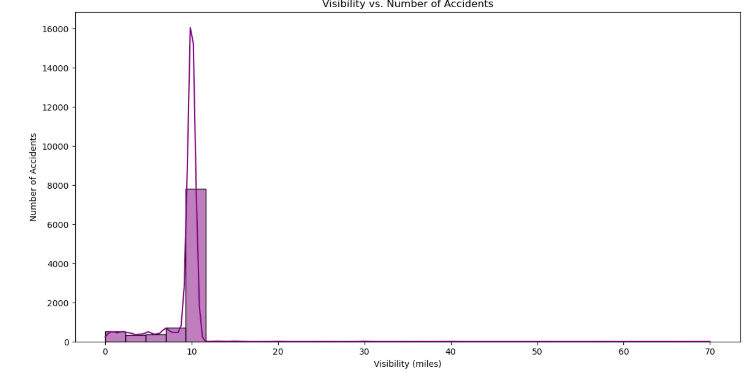 Visibility vs. Number of Accidents
16000
14000
12000
10000
8000
6000
4000
2000
0
Number of Accidents
0 10 20 30 40 50 60 70
Visibility (miles)